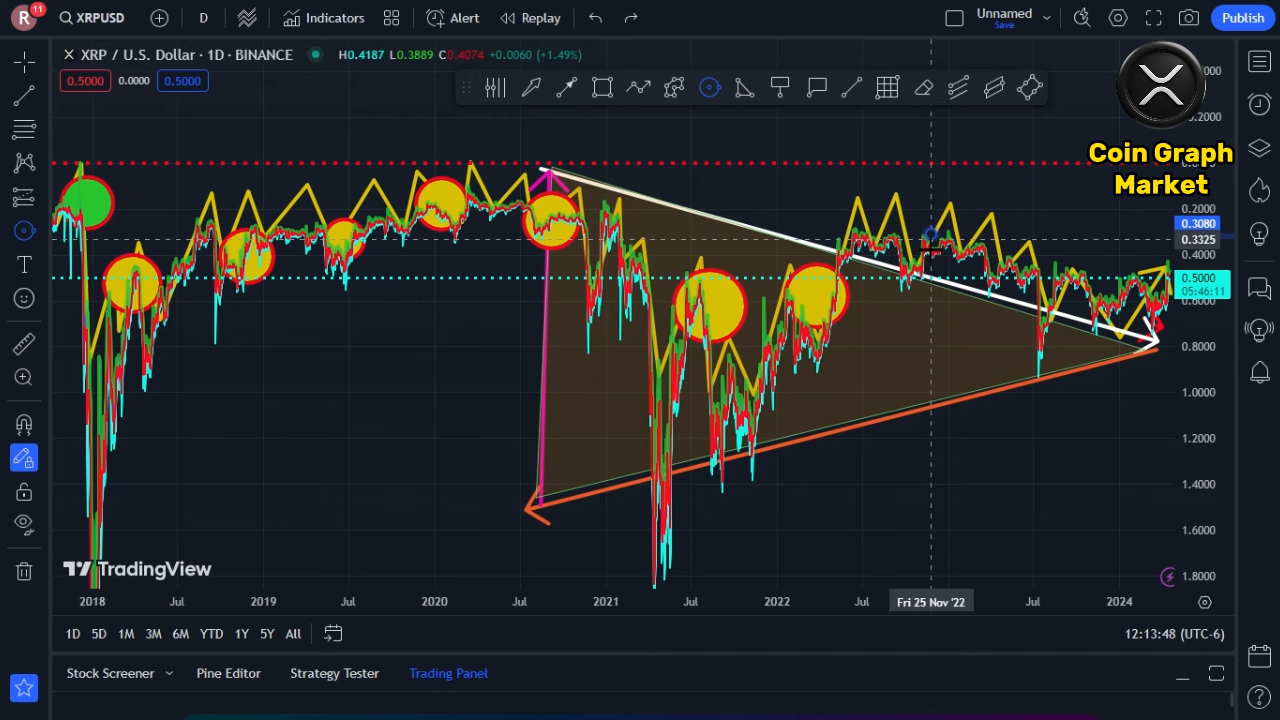 R 11 XRPUSD D Indicators Alert Replay Unnamed Save Publish
XRP / U.S. Dollar · 1D · BINANCE H0.4187 L0.3889 C0.4074 +0.0060 (+1.49%)
0.5000 0.0000 0.5000
Coin Graph
Market
0.2000
0.3080
0.3325
0.4000
0.5000
05:46:11
0.6000
0.8000
1.0000
1.2000
1.4000
1.6000
1.8000
TradingView
2018 Jul 2019 Jul 2020 Jul 2021 Jul 2022 Jul Fri 25 Nov '22 Jul 2024
1D 5D 1M 3M 6M YTD 1Y 5Y All 12:13:48 (UTC-6)
Stock Screener Pine Editor Strategy Tester Trading Panel